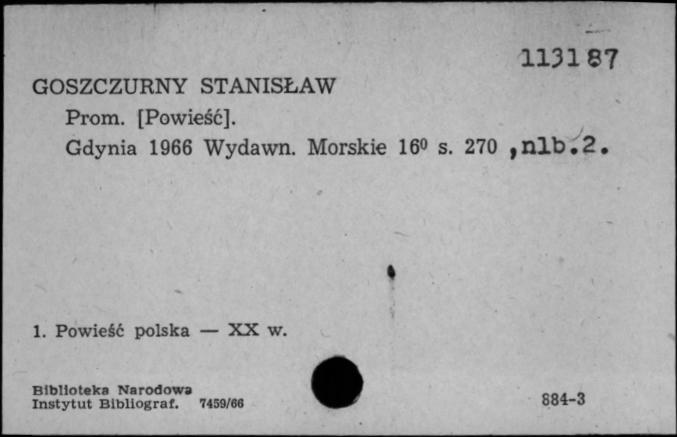 113187
GOSZCZURNY STANISŁAW
Prom. [Powieść].
Gdynia 1966 Wydawn. Morskie 16⁰ s. 270 ,nlb.2.
1. Powieść polska — XX w.
Biblioteka Narodowa
Instytut Bibliograf. 7459/66
884-3